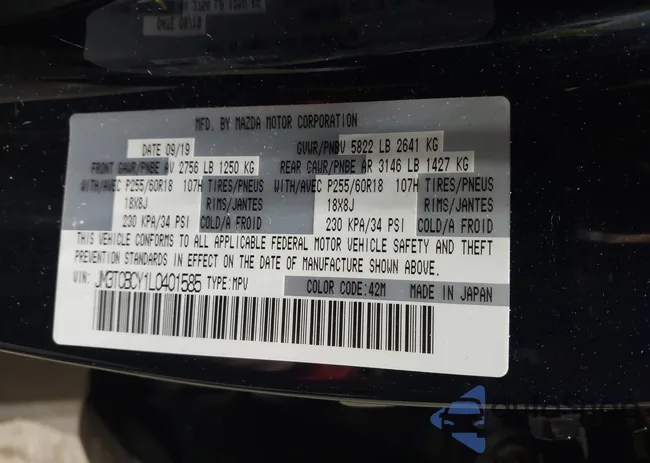 MFD. BY MAZDA MOTOR CORPORATION
DATE 09/19 GVWR/PNBV 5822 LB 2641 KG
FRONT GAWR/PNBE AV 2756 LB 1250 KG REAR GAWR/PNBE AR 3146 LB 1427 KG
WITH/AVEC P255/60R18 107H TIRES/PNEUS WITH/AVEC P255/60R18 107H TIRES/PNEUS
18X8J RIMS/JANTES 18X8J RIMS/JANTES
230 KPA/34 PSI COLD/A FROID 230 KPA/34 PSI COLD/A FROID
THIS VEHICLE CONFORMS TO ALL APPLICABLE FEDERAL MOTOR VEHICLE SAFETY AND THEFT
PREVENTION STANDARDS IN EFFECT ON THE DATE OF MANUFACTURE SHOWN ABOVE.
VIN: JM3TCBCY1L0401585 TYPE: MPV COLOR CODE: 42M MADE IN JAPAN